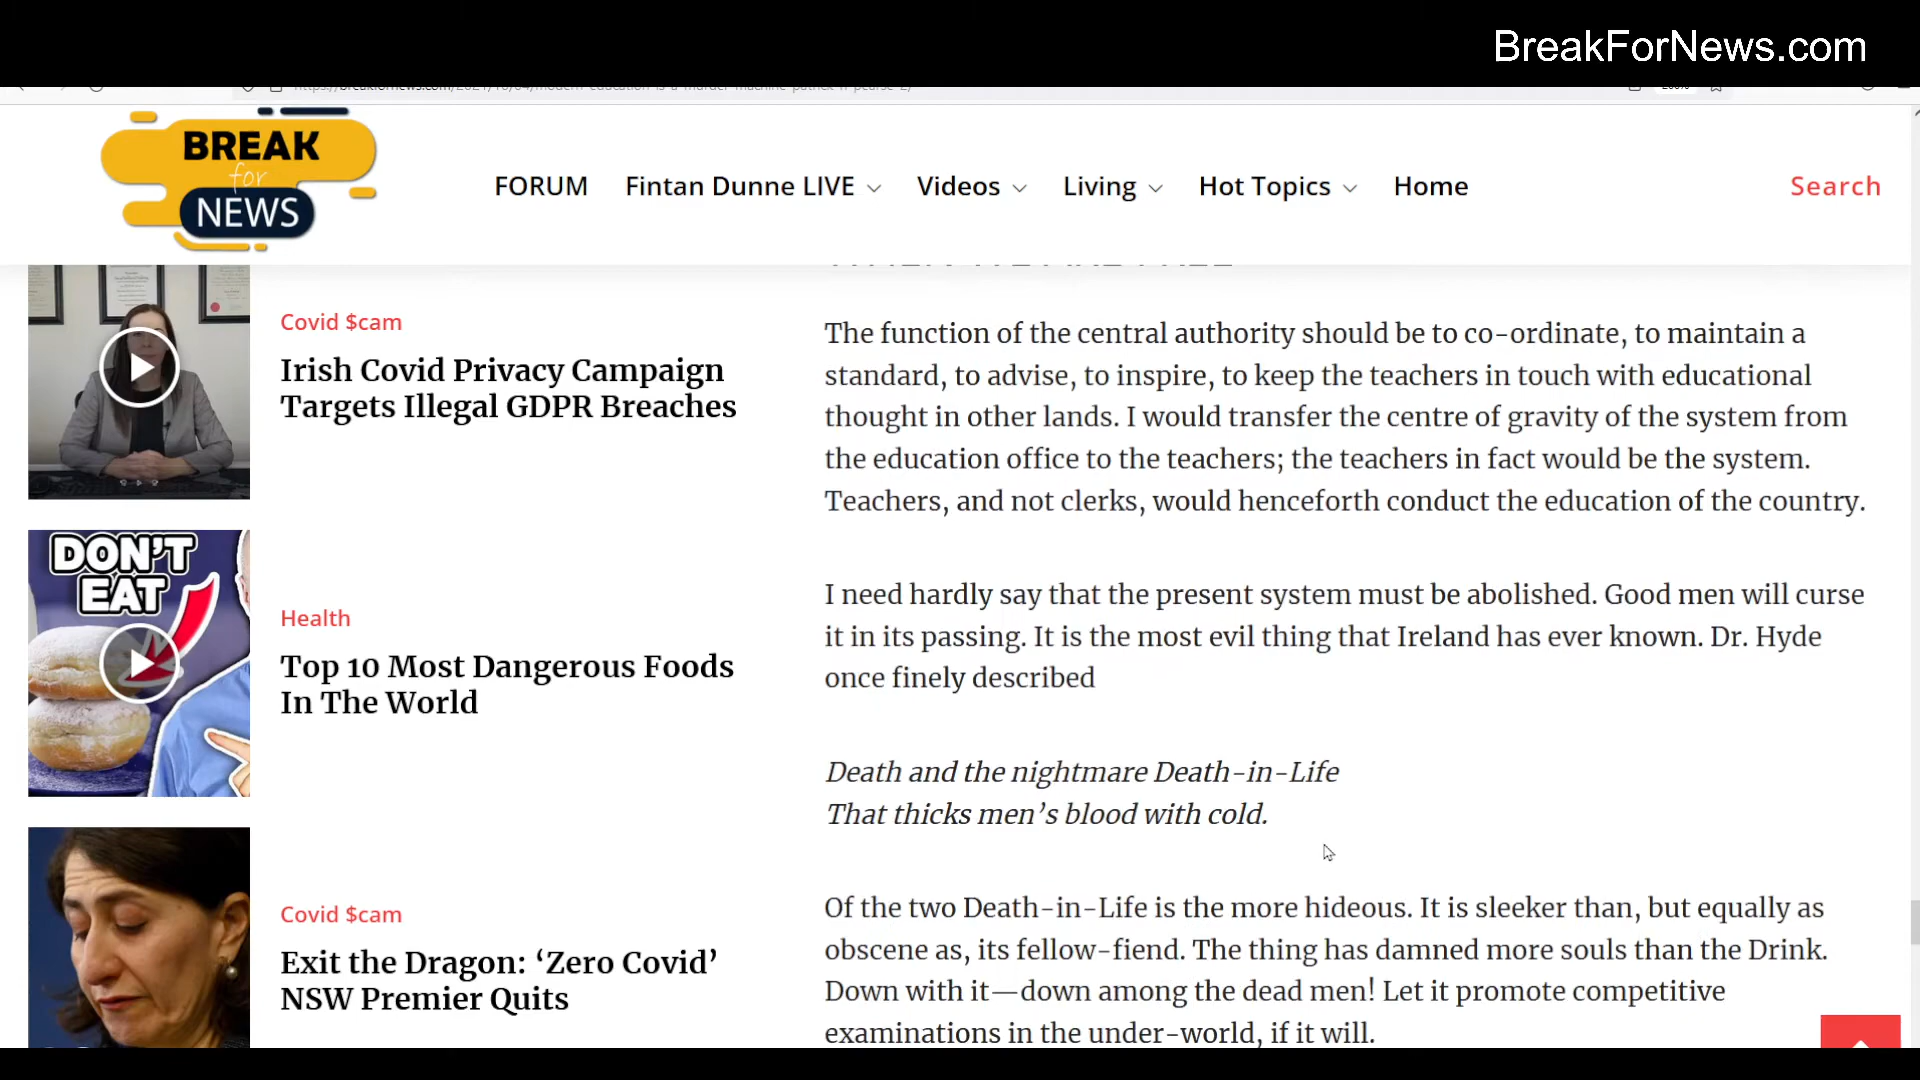 BreakForNews.com
BREAK
for
NEWS
FORUM
Fintan Dunne LIVE
Videos
Living
Hot Topics
Home
Search
Covid $cam
Irish Covid Privacy Campaign
Targets Illegal GDPR Breaches
DON'T
EAT
Health
Top 10 Most Dangerous Foods
In The World
Covid $cam
Exit the Dragon: ‘Zero Covid’
NSW Premier Quits
The function of the central authority should be to co-ordinate, to maintain a
standard, to advise, to inspire, to keep the teachers in touch with educational
thought in other lands. I would transfer the centre of gravity of the system from
the education office to the teachers; the teachers in fact would be the system.
Teachers, and not clerks, would henceforth conduct the education of the country.
I need hardly say that the present system must be abolished. Good men will curse
it in its passing. It is the most evil thing that Ireland has ever known. Dr. Hyde
once finely described
Death and the nightmare Death-in-Life
That thicks men’s blood with cold.
Of the two Death-in-Life is the more hideous. It is sleeker than, but equally as
obscene as, its fellow-fiend. The thing has damned more souls than the Drink.
Down with it—down among the dead men! Let it promote competitive
examinations in the under-world, if it will.